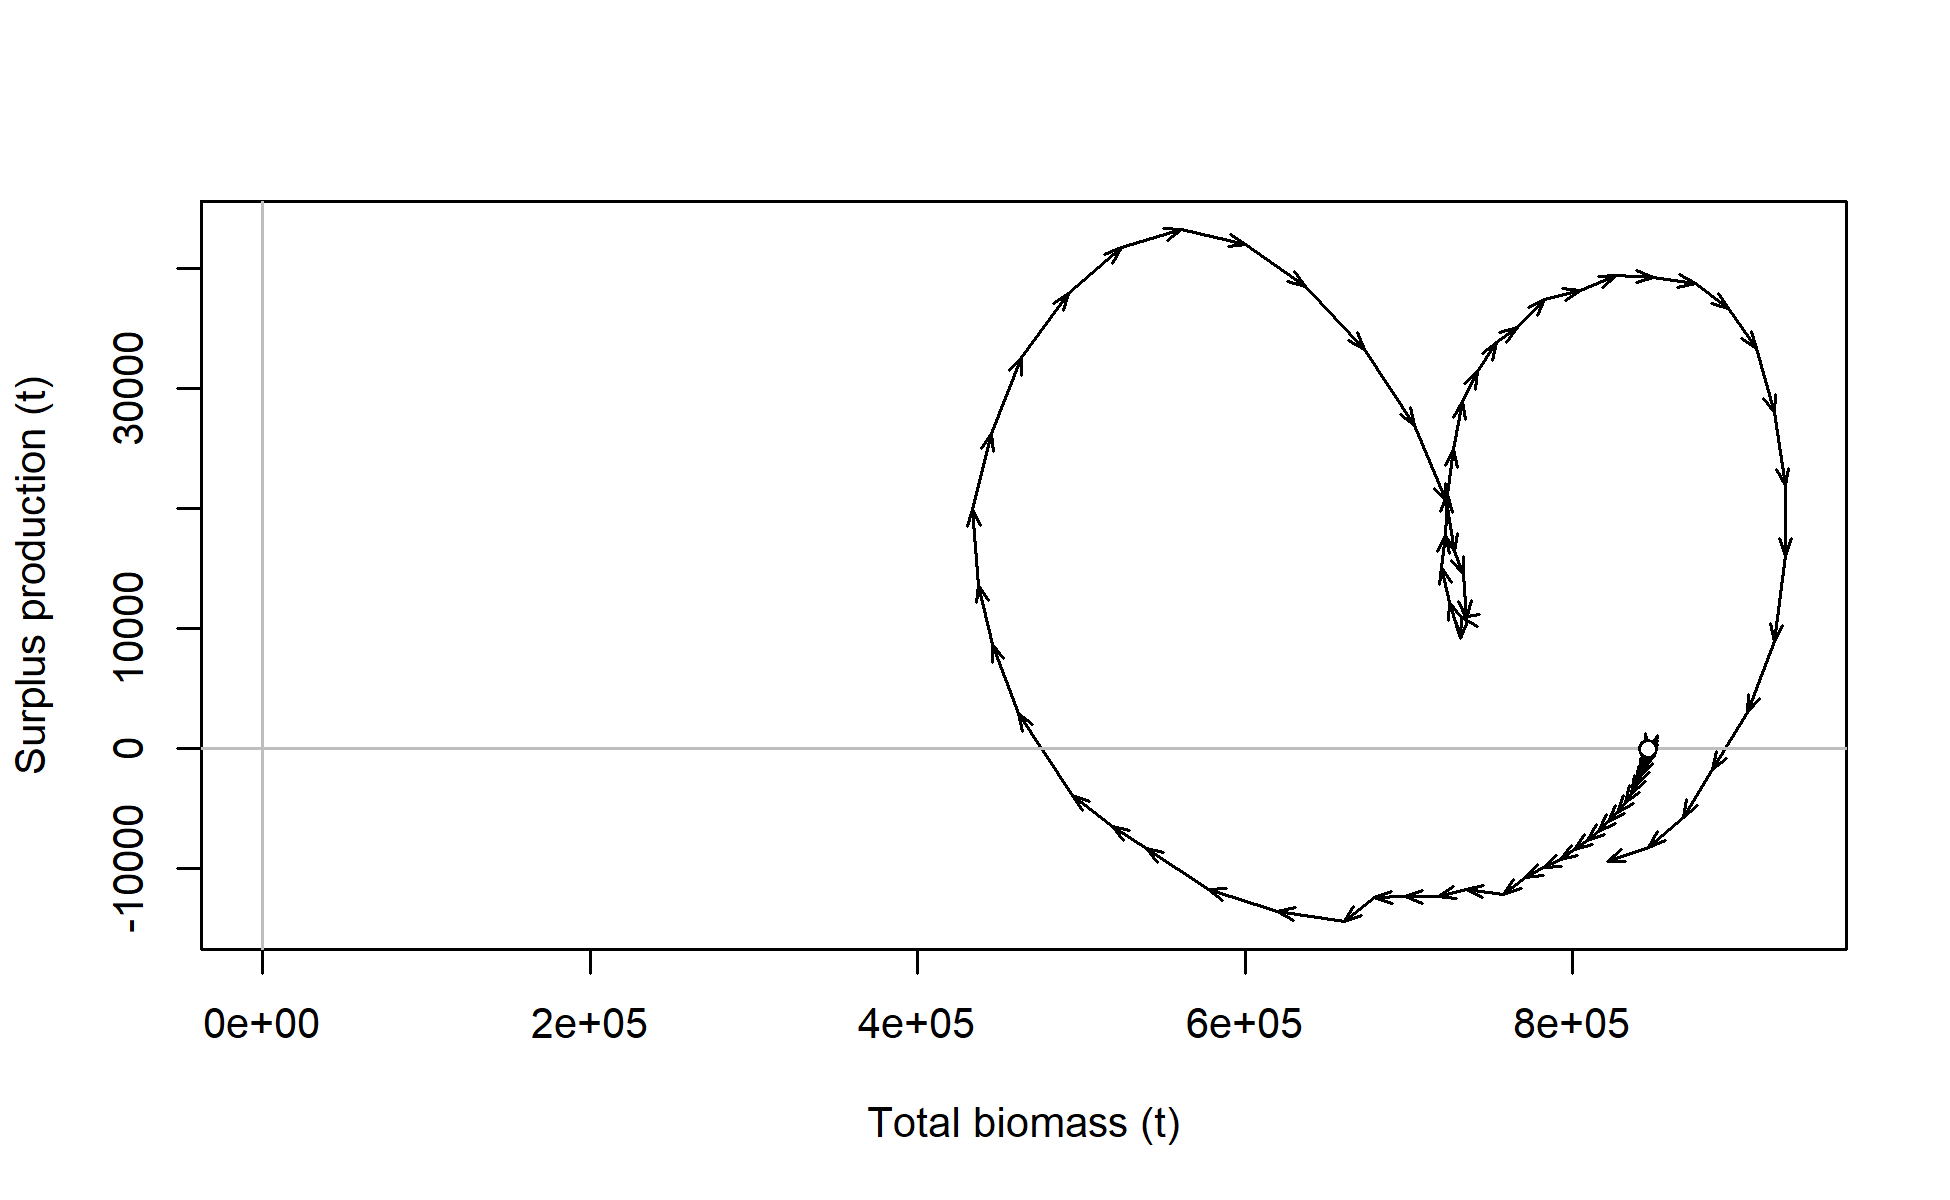 Surplus production (t)
30000
10000
0
-10000
0e+00 2e+05 4e+05 6e+05 8e+05
Total biomass (t)